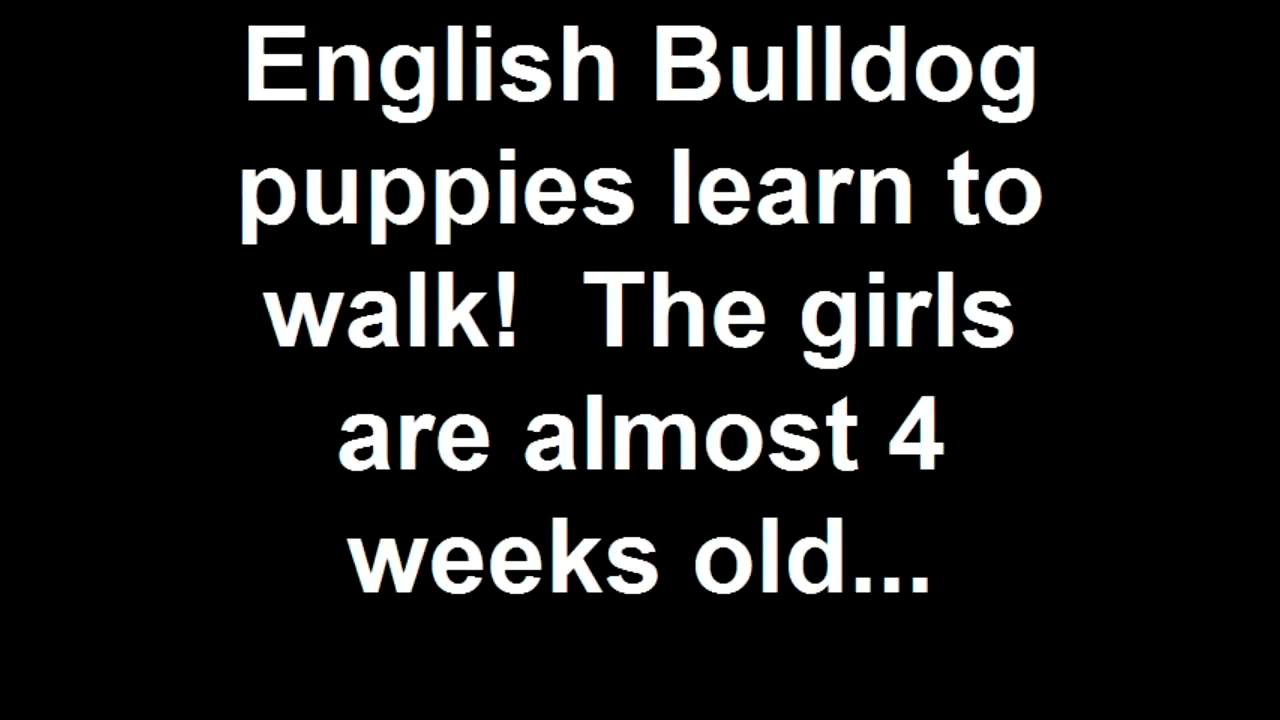 English Bulldog
puppies learn to
walk!  The girls
are almost 4
weeks old...